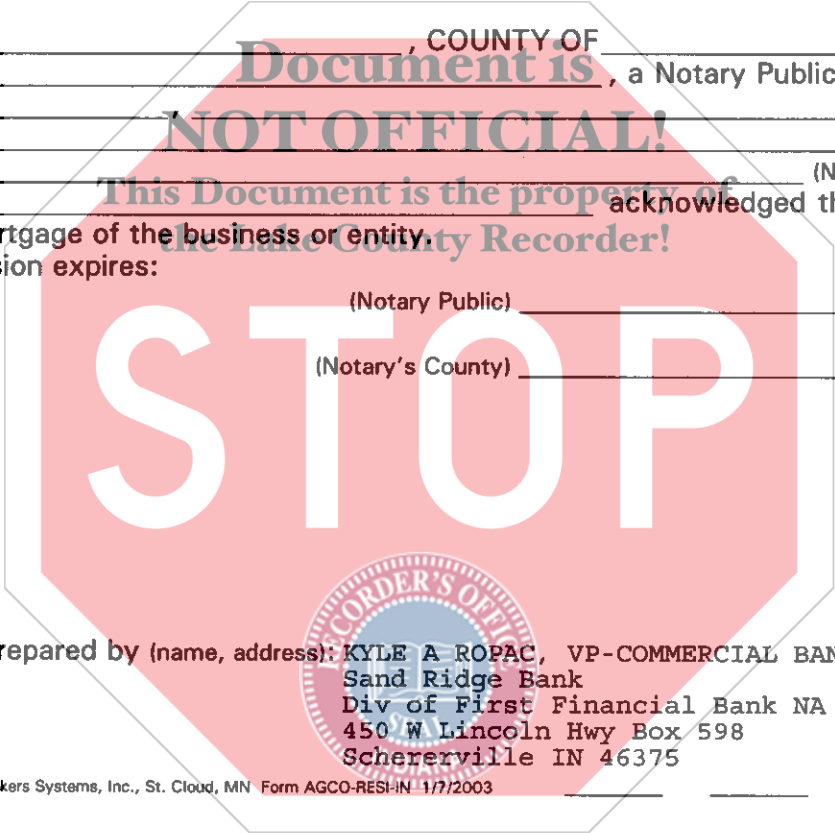 , COUNTY OF
Document is
, a Notary Public
,
NOT OFFICIAL!
(N
This Document is the property of
acknowledged th
rtgage of the business or entity.
the Lake County Recorder!
sion expires:
(Notary Public)
(Notary's County)
STOP
RECORDER'S OFFICE
SEAL
INDIANA
repared by (name, address): KYLE A ROPAC, VP-COMMERCIAL BAN
Sand Ridge Bank
Div of First Financial Bank NA
450 W Lincoln Hwy Box 598
Schererville IN 46375
kers Systems, Inc., St. Cloud, MN Form AGCO-RESI-IN 1/7/2003